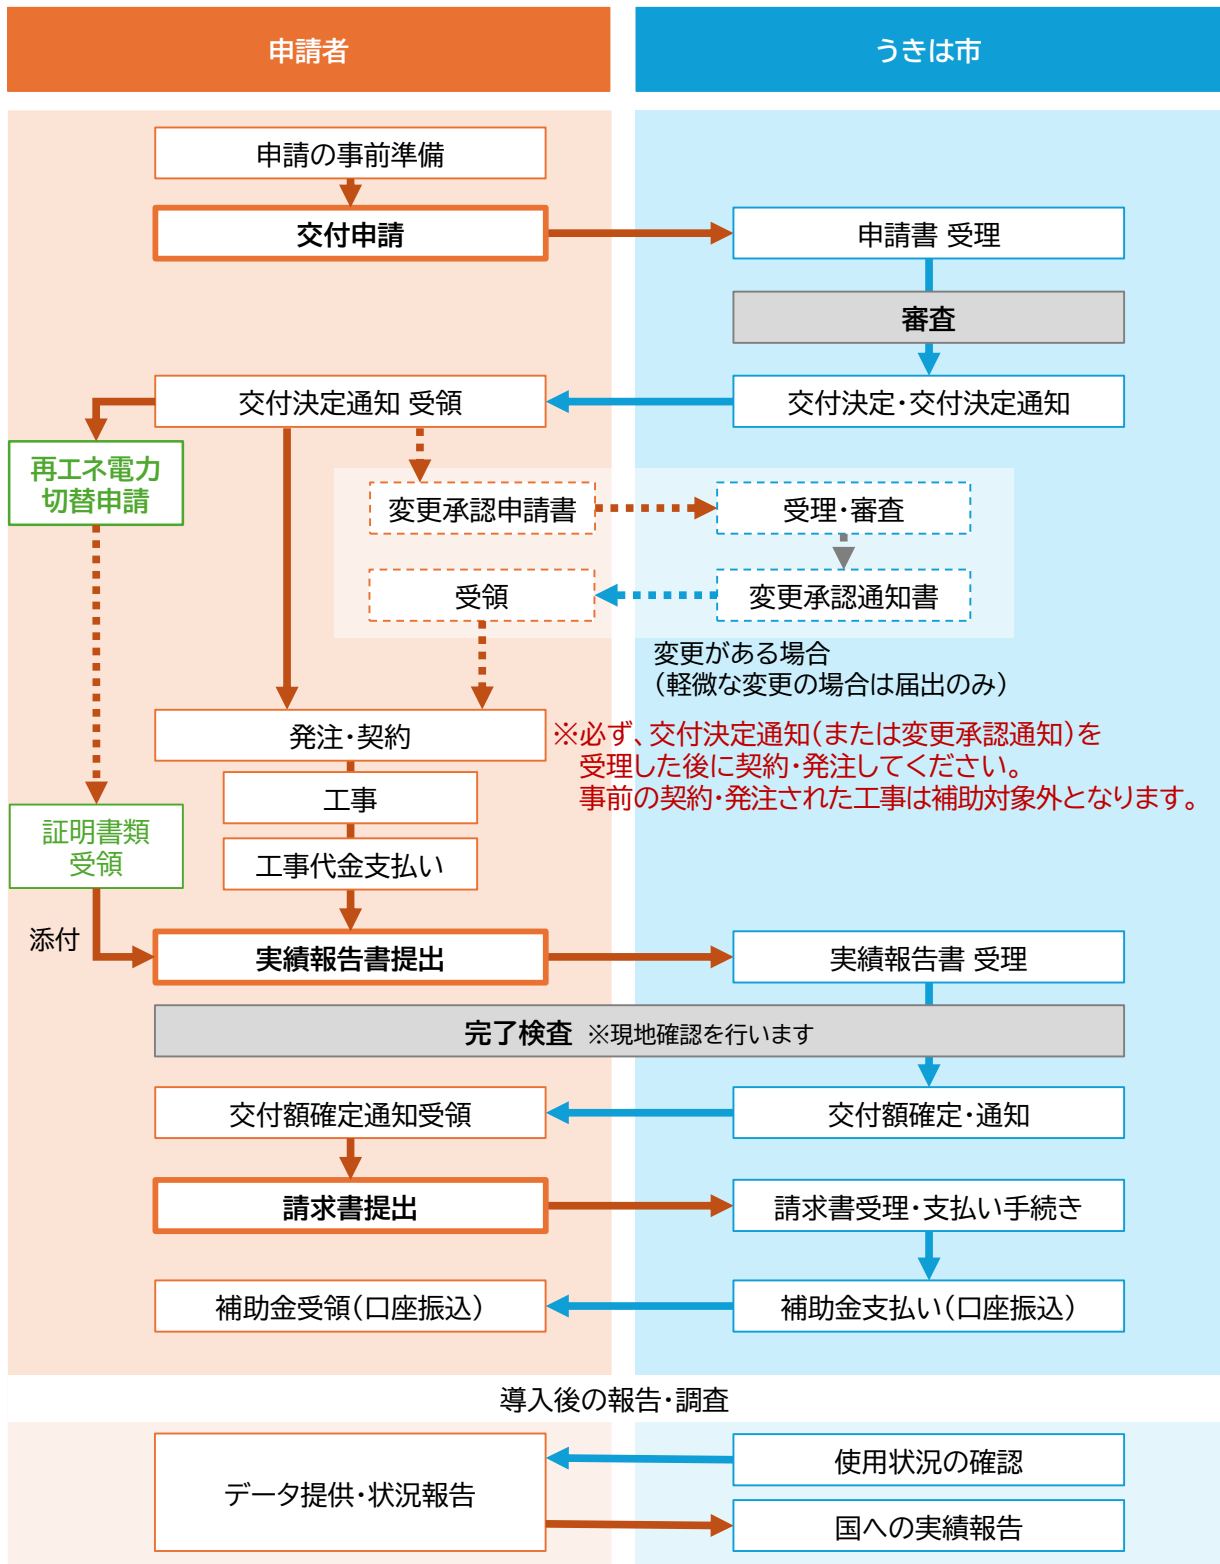 申請者
うきは市
申請の事前準備
交付申請
申請書 受理
審査
交付決定通知 受領
交付決定・交付決定通知
再エネ電力
切替申請
変更承認申請書
受理・審査
受領
変更承認通知書
変更がある場合
（軽微な変更の場合は届出のみ）
発注・契約
※必ず、交付決定通知（または変更承認通知）を
受理した後に契約・発注してください。
事前の契約・発注された工事は補助対象外となります。
工事
証明書類
受領
工事代金支払い
添付
実績報告書提出
実績報告書 受理
完了検査 ※現地確認を行います
交付額確定通知受領
交付額確定・通知
請求書提出
請求書受理・支払い手続き
補助金受領（口座振込）
補助金支払い（口座振込）
導入後の報告・調査
データ提供・状況報告
使用状況の確認
国への実績報告